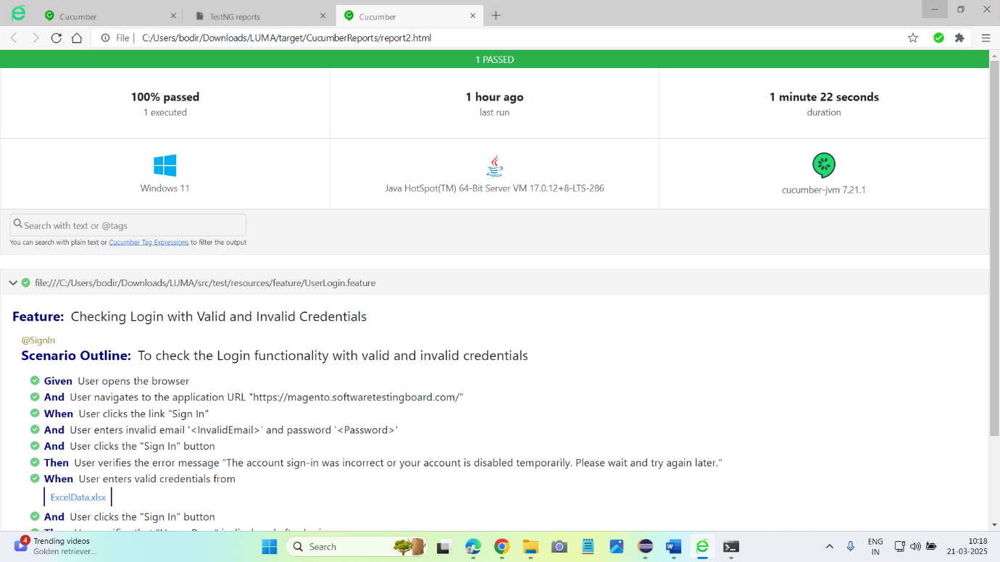 Cucumber
TestNG reports
Cucumber
File
C:/Users/bodir/Downloads/LUMA/target/CucumberReports/report2.html
1 PASSED
100% passed
1 executed
1 hour ago
last run
1 minute 22 seconds
duration
Windows 11
Java HotSpot(TM) 64-Bit Server VM 17.0.12+8-LTS-286
cucumber-jvm 7.21.1
Search with text or @tags
You can search with plain text or Cucumber Tag Expressions to filter the output
file:///C:/Users/bodir/Downloads/LUMA/src/test/resources/feature/UserLogin.feature
Feature: Checking Login with Valid and Invalid Credentials
@SignIn
Scenario Outline: To check the Login functionality with valid and invalid credentials
Given User opens the browser
And User navigates to the application URL "https://magento.softwaretestingboard.com/"
When User clicks the link "Sign In"
And User enters invalid email '<InvalidEmail>' and password '<Password>'
And User clicks the "Sign In" button
Then User verifies the error message "The account sign-in was incorrect or your account is disabled temporarily. Please wait and try again later."
When User enters valid credentials from
ExcelData.xlsx
And User clicks the "Sign In" button
4
Trending videos
Golden retriever...
Search
ENG
IN
10:18
21-03-2025